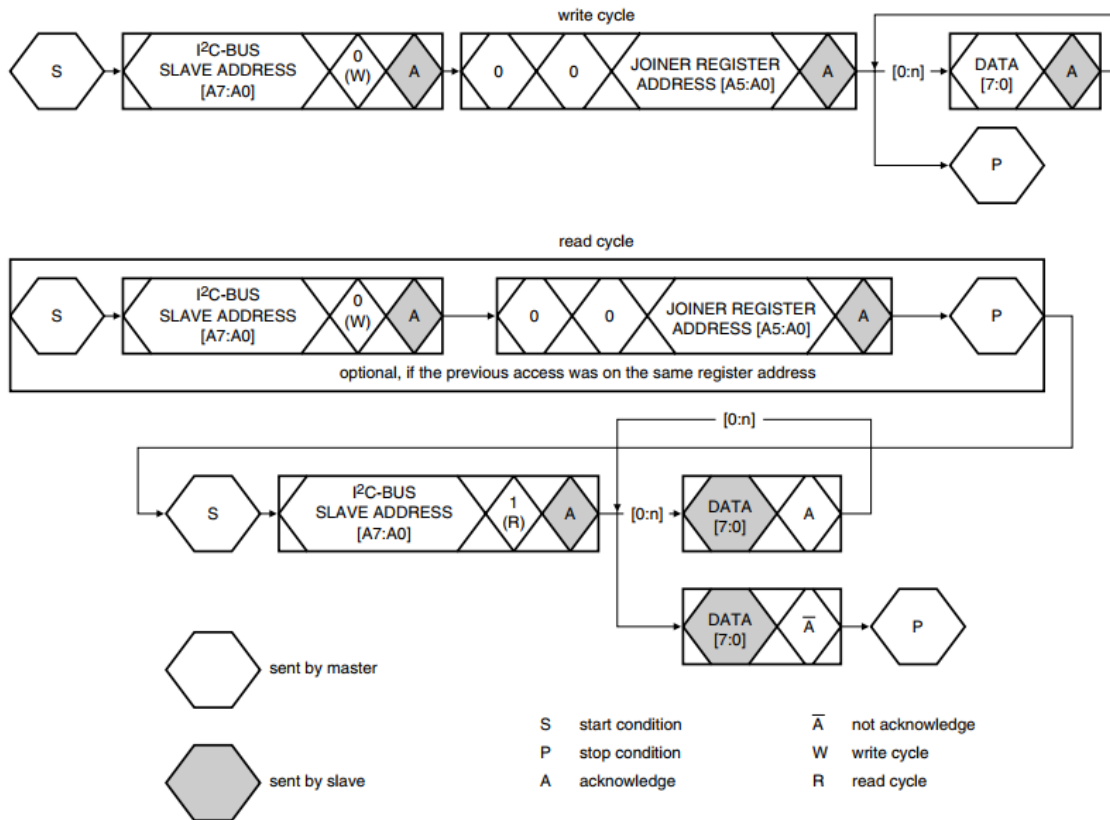 write cycle
S
I²C-BUS
SLAVE ADDRESS
[A7:A0]
0
(W)
A
0
0
JOINER REGISTER
ADDRESS [A5:A0]
A
[0:n]
DATA
[7:0]
A
P
read cycle
S
I²C-BUS
SLAVE ADDRESS
[A7:A0]
0
(W)
A
0
0
JOINER REGISTER
ADDRESS [A5:A0]
A
P
optional, if the previous access was on the same register address
[0:n]
S
I²C-BUS
SLAVE ADDRESS
[A7:A0]
1
(R)
A
[0:n]
DATA
[7:0]
A
DATA
[7:0]
A̅
P
sent by master
sent by slave
S start condition
P stop condition
A acknowledge
A̅ not acknowledge
W write cycle
R read cycle